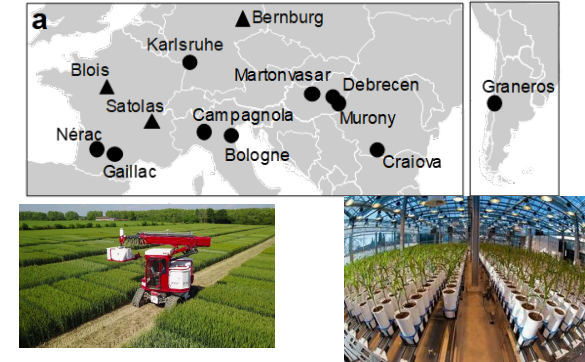 a
Bernburg
Karlsruhe
Blois
Martonvasar
Debrecen
Satolas
Campagnola
Murony
Graneros
Nérac
Bologne
Craiova
Gaillac